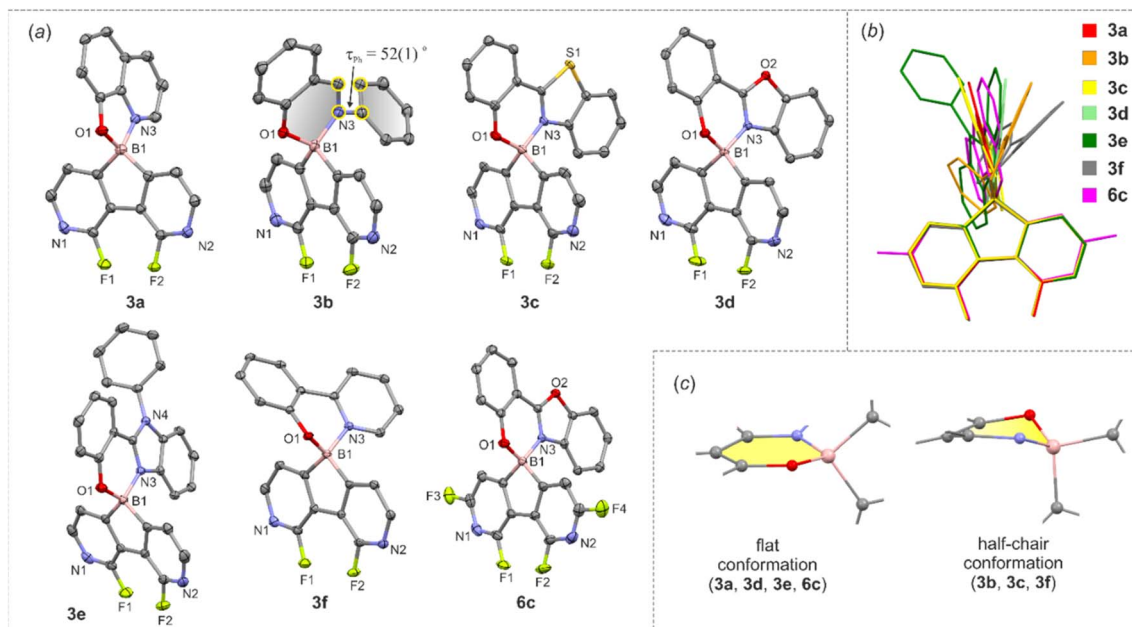 (a)
τPh = 52(1) °
O1
N3
B1
N1
N2
F1
F2
3a
O1
N3
B1
N1
N2
F1
F2
3b
S1
O1
N3
B1
N1
N2
F1
F2
3c
O2
O1
N3
B1
N1
N2
F1
F2
3d
N4
N3
O1
B1
N1
N2
F1
F2
3e
O1
N3
B1
N1
N2
F1
F2
3f
O2
O1
N3
B1
F3
F4
N1
N2
F1
F2
6c
(b)
3a
3b
3c
3d
3e
3f
6c
(c)
flat
conformation
(3a, 3d, 3e, 6c)
half-chair
conformation
(3b, 3c, 3f)